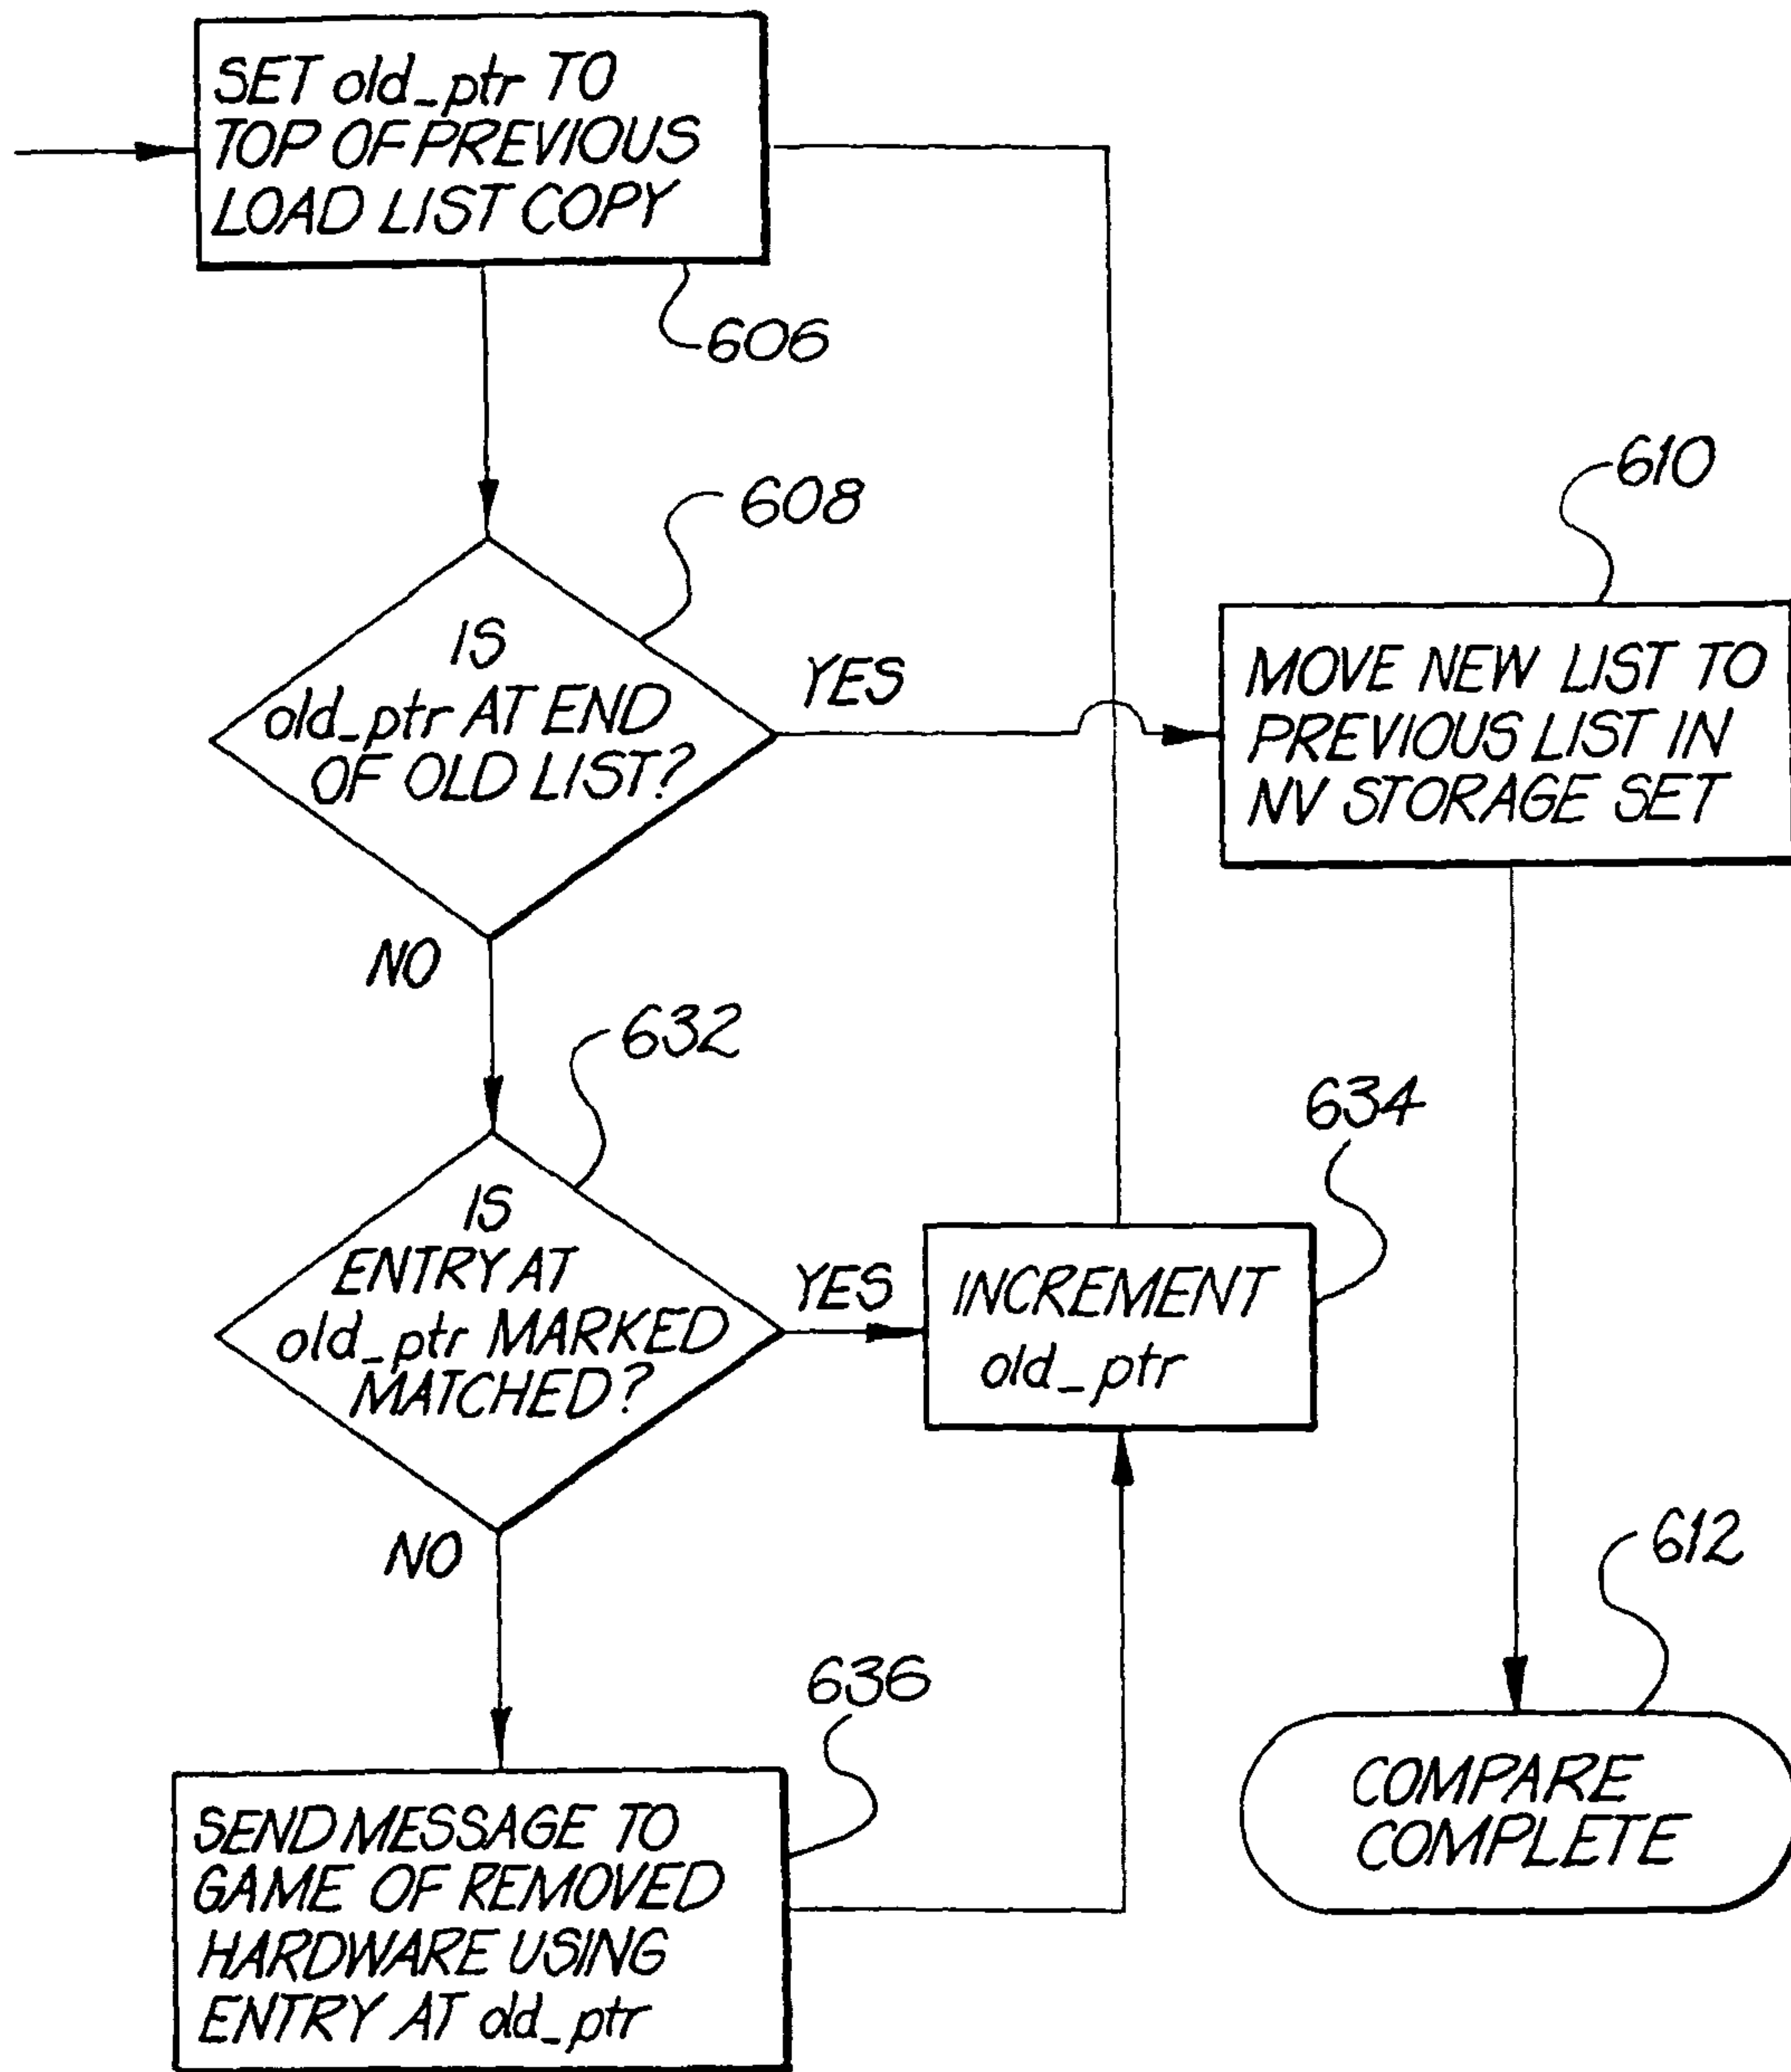 SET old_ptr TO
TOP OF PREVIOUS
LOAD LIST COPY
606
608
IS
old_ptr AT END
OF OLD LIST?
YES
NO
610
MOVE NEW LIST TO
PREVIOUS LIST IN
NV STORAGE SET
632
IS
ENTRY AT
old_ptr MARKED
MATCHED?
YES
NO
634
INCREMENT
old_ptr
636
SEND MESSAGE TO
GAME OF REMOVED
HARDWARE USING
ENTRY AT old_ptr
612
COMPARE
COMPLETE